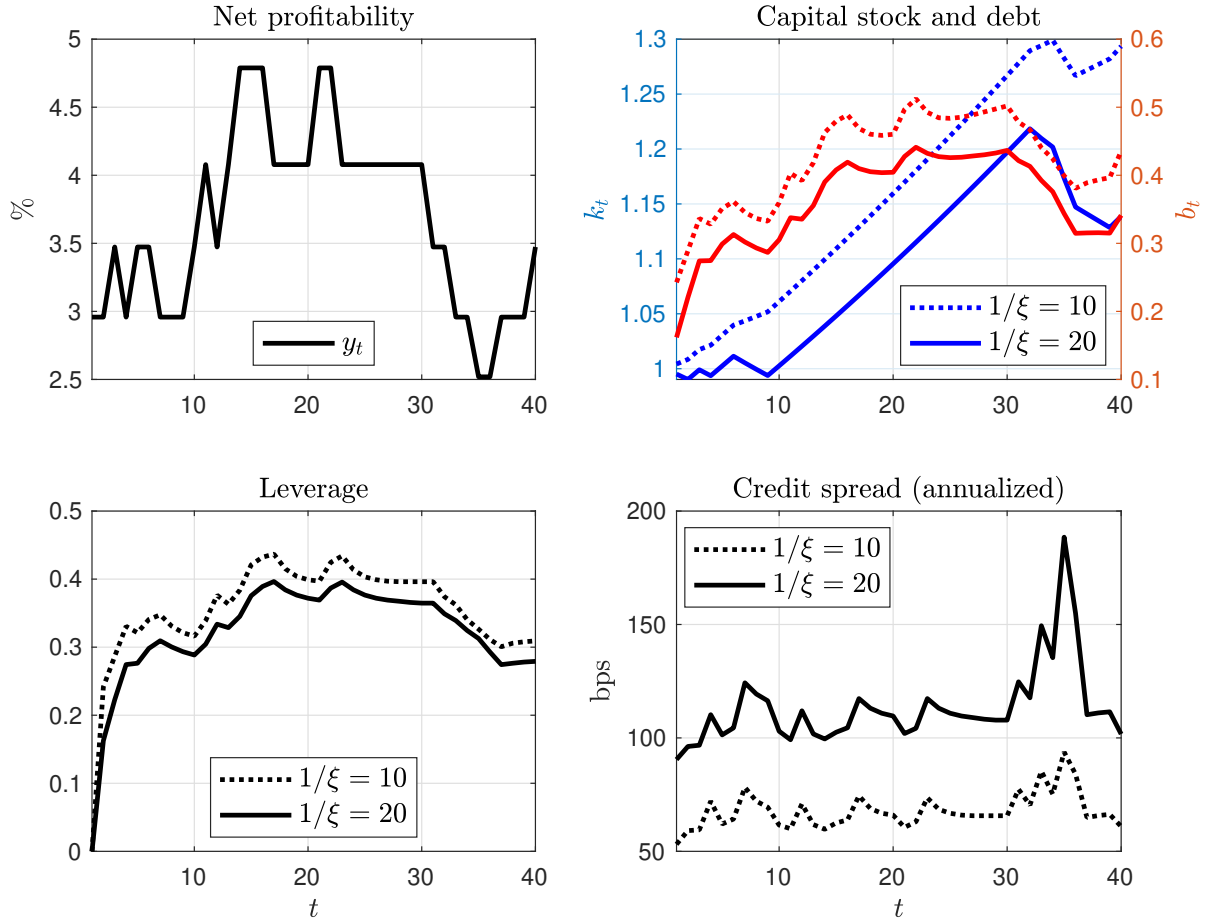 Net profitability
5
4.5
4
3.5
3
2.5
%
10
20
30
40
t
y_t
Capital stock and debt
1.3
1.25
1.2
1.15
1.1
1.05
1
k_t
0.6
0.5
0.4
0.3
0.2
0.1
b_t
10
20
30
40
t
1/ξ = 10
1/ξ = 20
Leverage
0.5
0.4
0.3
0.2
0.1
0
10
20
30
40
t
1/ξ = 10
1/ξ = 20
Credit spread (annualized)
200
150
100
50
bps
10
20
30
40
t
1/ξ = 10
1/ξ = 20